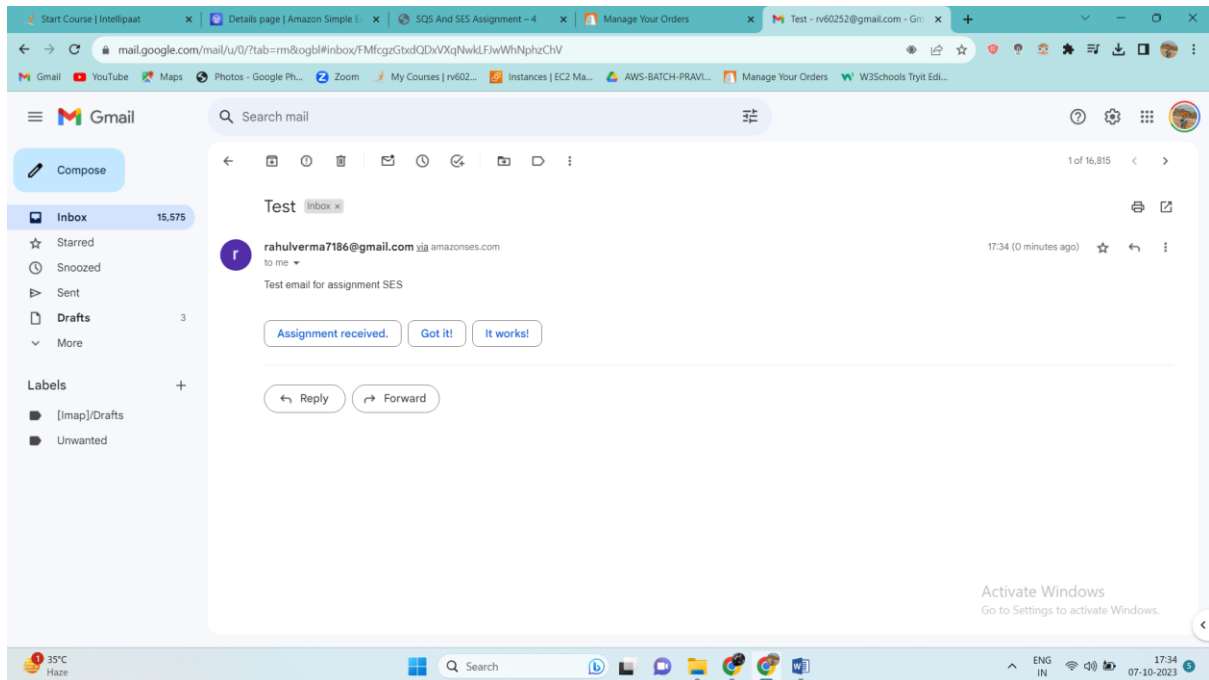 Start Course | Intellipaat
Details page | Amazon Simple E
SQS And SES Assignment – 4
Manage Your Orders
Test - rv60252@gmail.com - Gm
mail.google.com/mail/u/0/?tab=rm&ogbl#inbox/FMfcgzGtxdQDxVXqNwkLFJwWhNphzChV
Gmail YouTube Maps Photos - Google Ph... Zoom My Courses | rv602... Instances | EC2 Ma... AWS-BATCH-PRAVI... Manage Your Orders W3Schools Tryit Edi...
Gmail
Search mail
Compose
1 of 16,815
Inbox 15,575
Starred
Snoozed
Sent
Drafts 3
More
Labels
[Imap]/Drafts
Unwanted
Test Inbox ×
r
rahulverma7186@gmail.com via amazonses.com
17:34 (0 minutes ago)
to me
Test email for assignment SES
Assignment received. Got it! It works!
Reply Forward
Activate Windows
Go to Settings to activate Windows.
1
35°C
Haze
Search
ENG
IN
17:34
07-10-2023
5